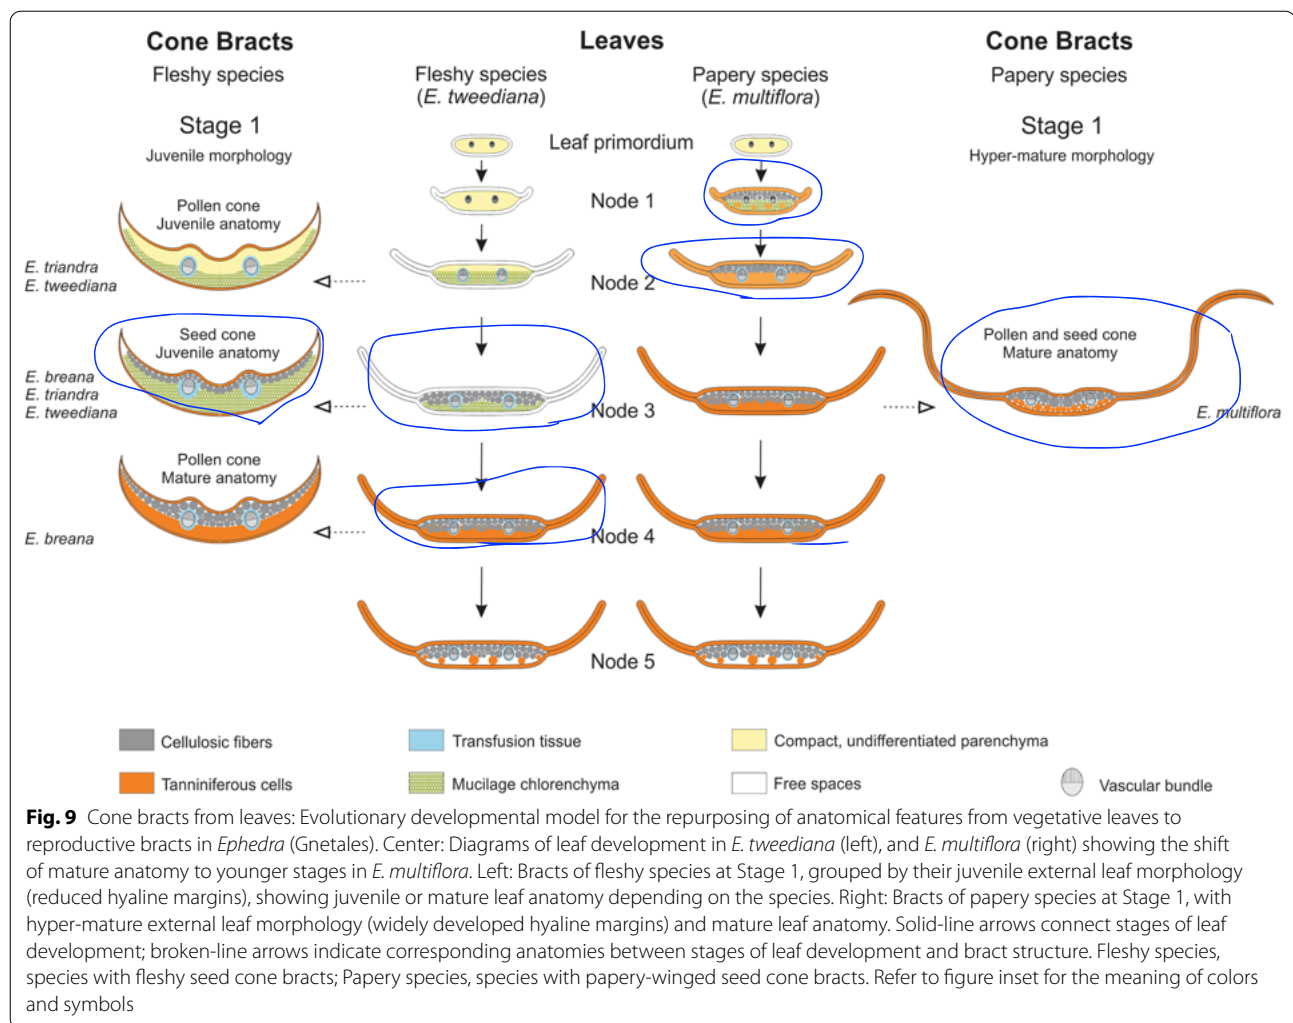 Cone Bracts
Fleshy species
Leaves
Fleshy species
(E. tweediana)
Papery species
(E. multiflora)
Cone Bracts
Papery species
Stage 1
Juvenile morphology
Leaf primordium
Stage 1
Hyper-mature morphology
Pollen cone
Juvenile anatomy
E. triandra
E. tweediana
Node 1
Node 2
Seed cone
Juvenile anatomy
E. breana
E. triandra
E. tweediana
Node 3
Pollen and seed cone
Mature anatomy
E. multiflora
Pollen cone
Mature anatomy
E. breana
Node 4
Node 5
Cellulosic fibers
Transfusion tissue
Compact, undifferentiated parenchyma
Tanniniferous cells
Mucilage chlorenchyma
Free spaces
Vascular bundle
Fig. 9 Cone bracts from leaves: Evolutionary developmental model for the repurposing of anatomical features from vegetative leaves to
reproductive bracts in Ephedra (Gnetales). Center: Diagrams of leaf development in E. tweediana (left), and E. multiflora (right) showing the shift
of mature anatomy to younger stages in E. multiflora. Left: Bracts of fleshy species at Stage 1, grouped by their juvenile external leaf morphology
(reduced hyaline margins), showing juvenile or mature leaf anatomy depending on the species. Right: Bracts of papery species at Stage 1, with
hyper-mature external leaf morphology (widely developed hyaline margins) and mature leaf anatomy. Solid-line arrows connect stages of leaf
development; broken-line arrows indicate corresponding anatomies between stages of leaf development and bract structure. Fleshy species,
species with fleshy seed cone bracts; Papery species, species with papery-winged seed cone bracts. Refer to figure inset for the meaning of colors
and symbols